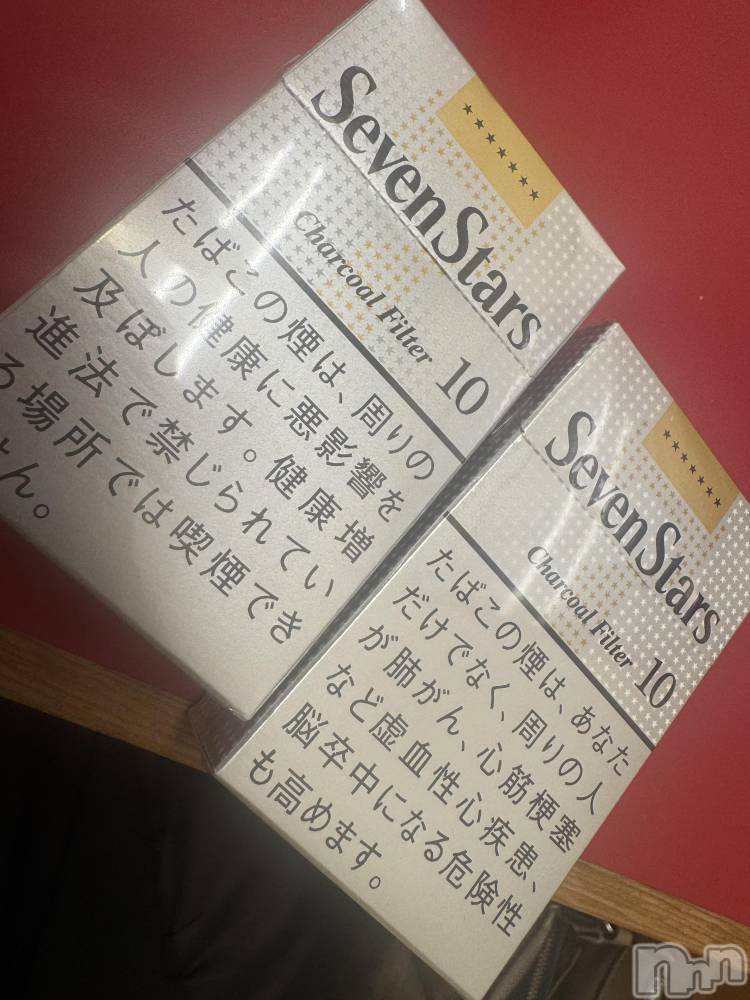 SevenStars
Charcoal Filter 10
たばこの煙は、周りの
人の健康に悪影響を
及ぼします。健康増
進法で禁じられてい
る場所では喫煙でき
ません。
SevenStars
Charcoal Filter 10
たばこの煙は、あなた
だけでなく、周りの人
が肺がん、心筋梗塞
など虚血性心疾患、
脳卒中になる危険性
も高めます。
nnn